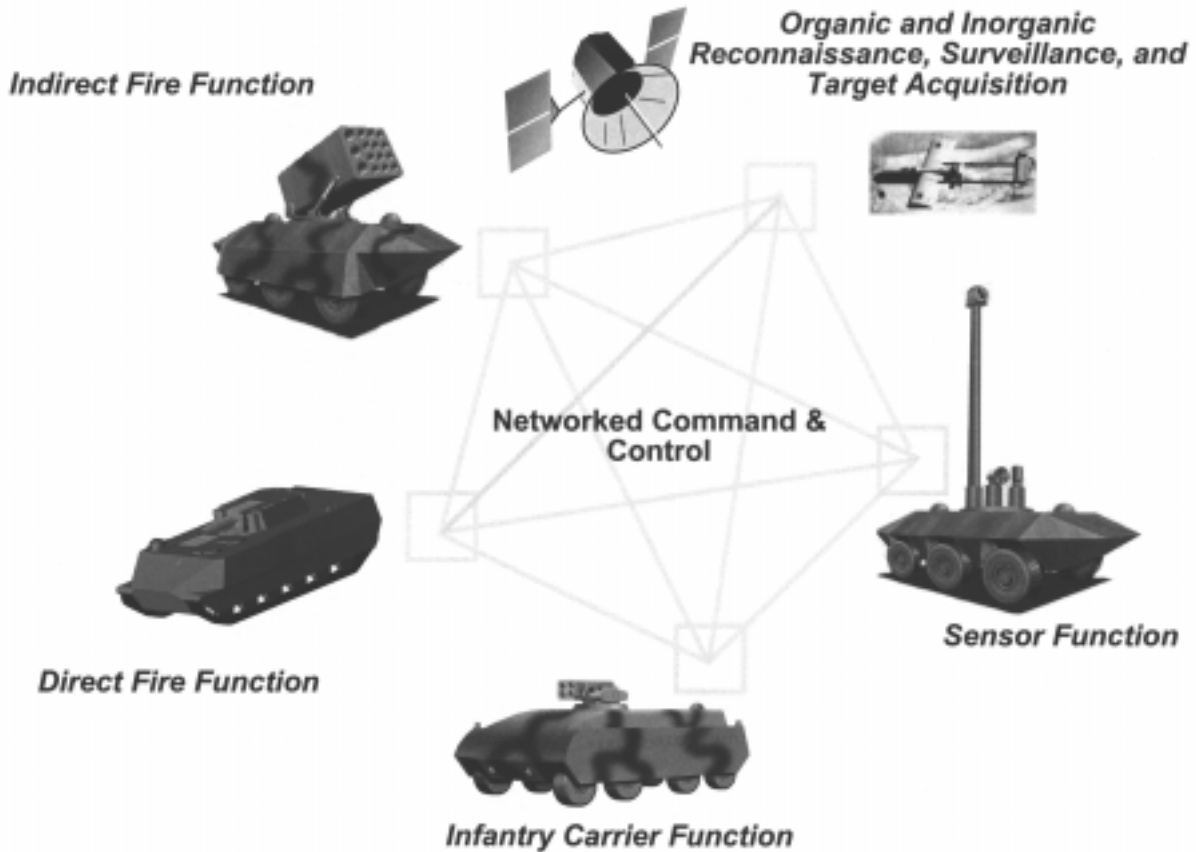 Organic and Inorganic
Reconnaissance, Surveillance, and
Target Acquisition
Indirect Fire Function
Networked Command &
Control
Sensor Function
Direct Fire Function
Infantry Carrier Function